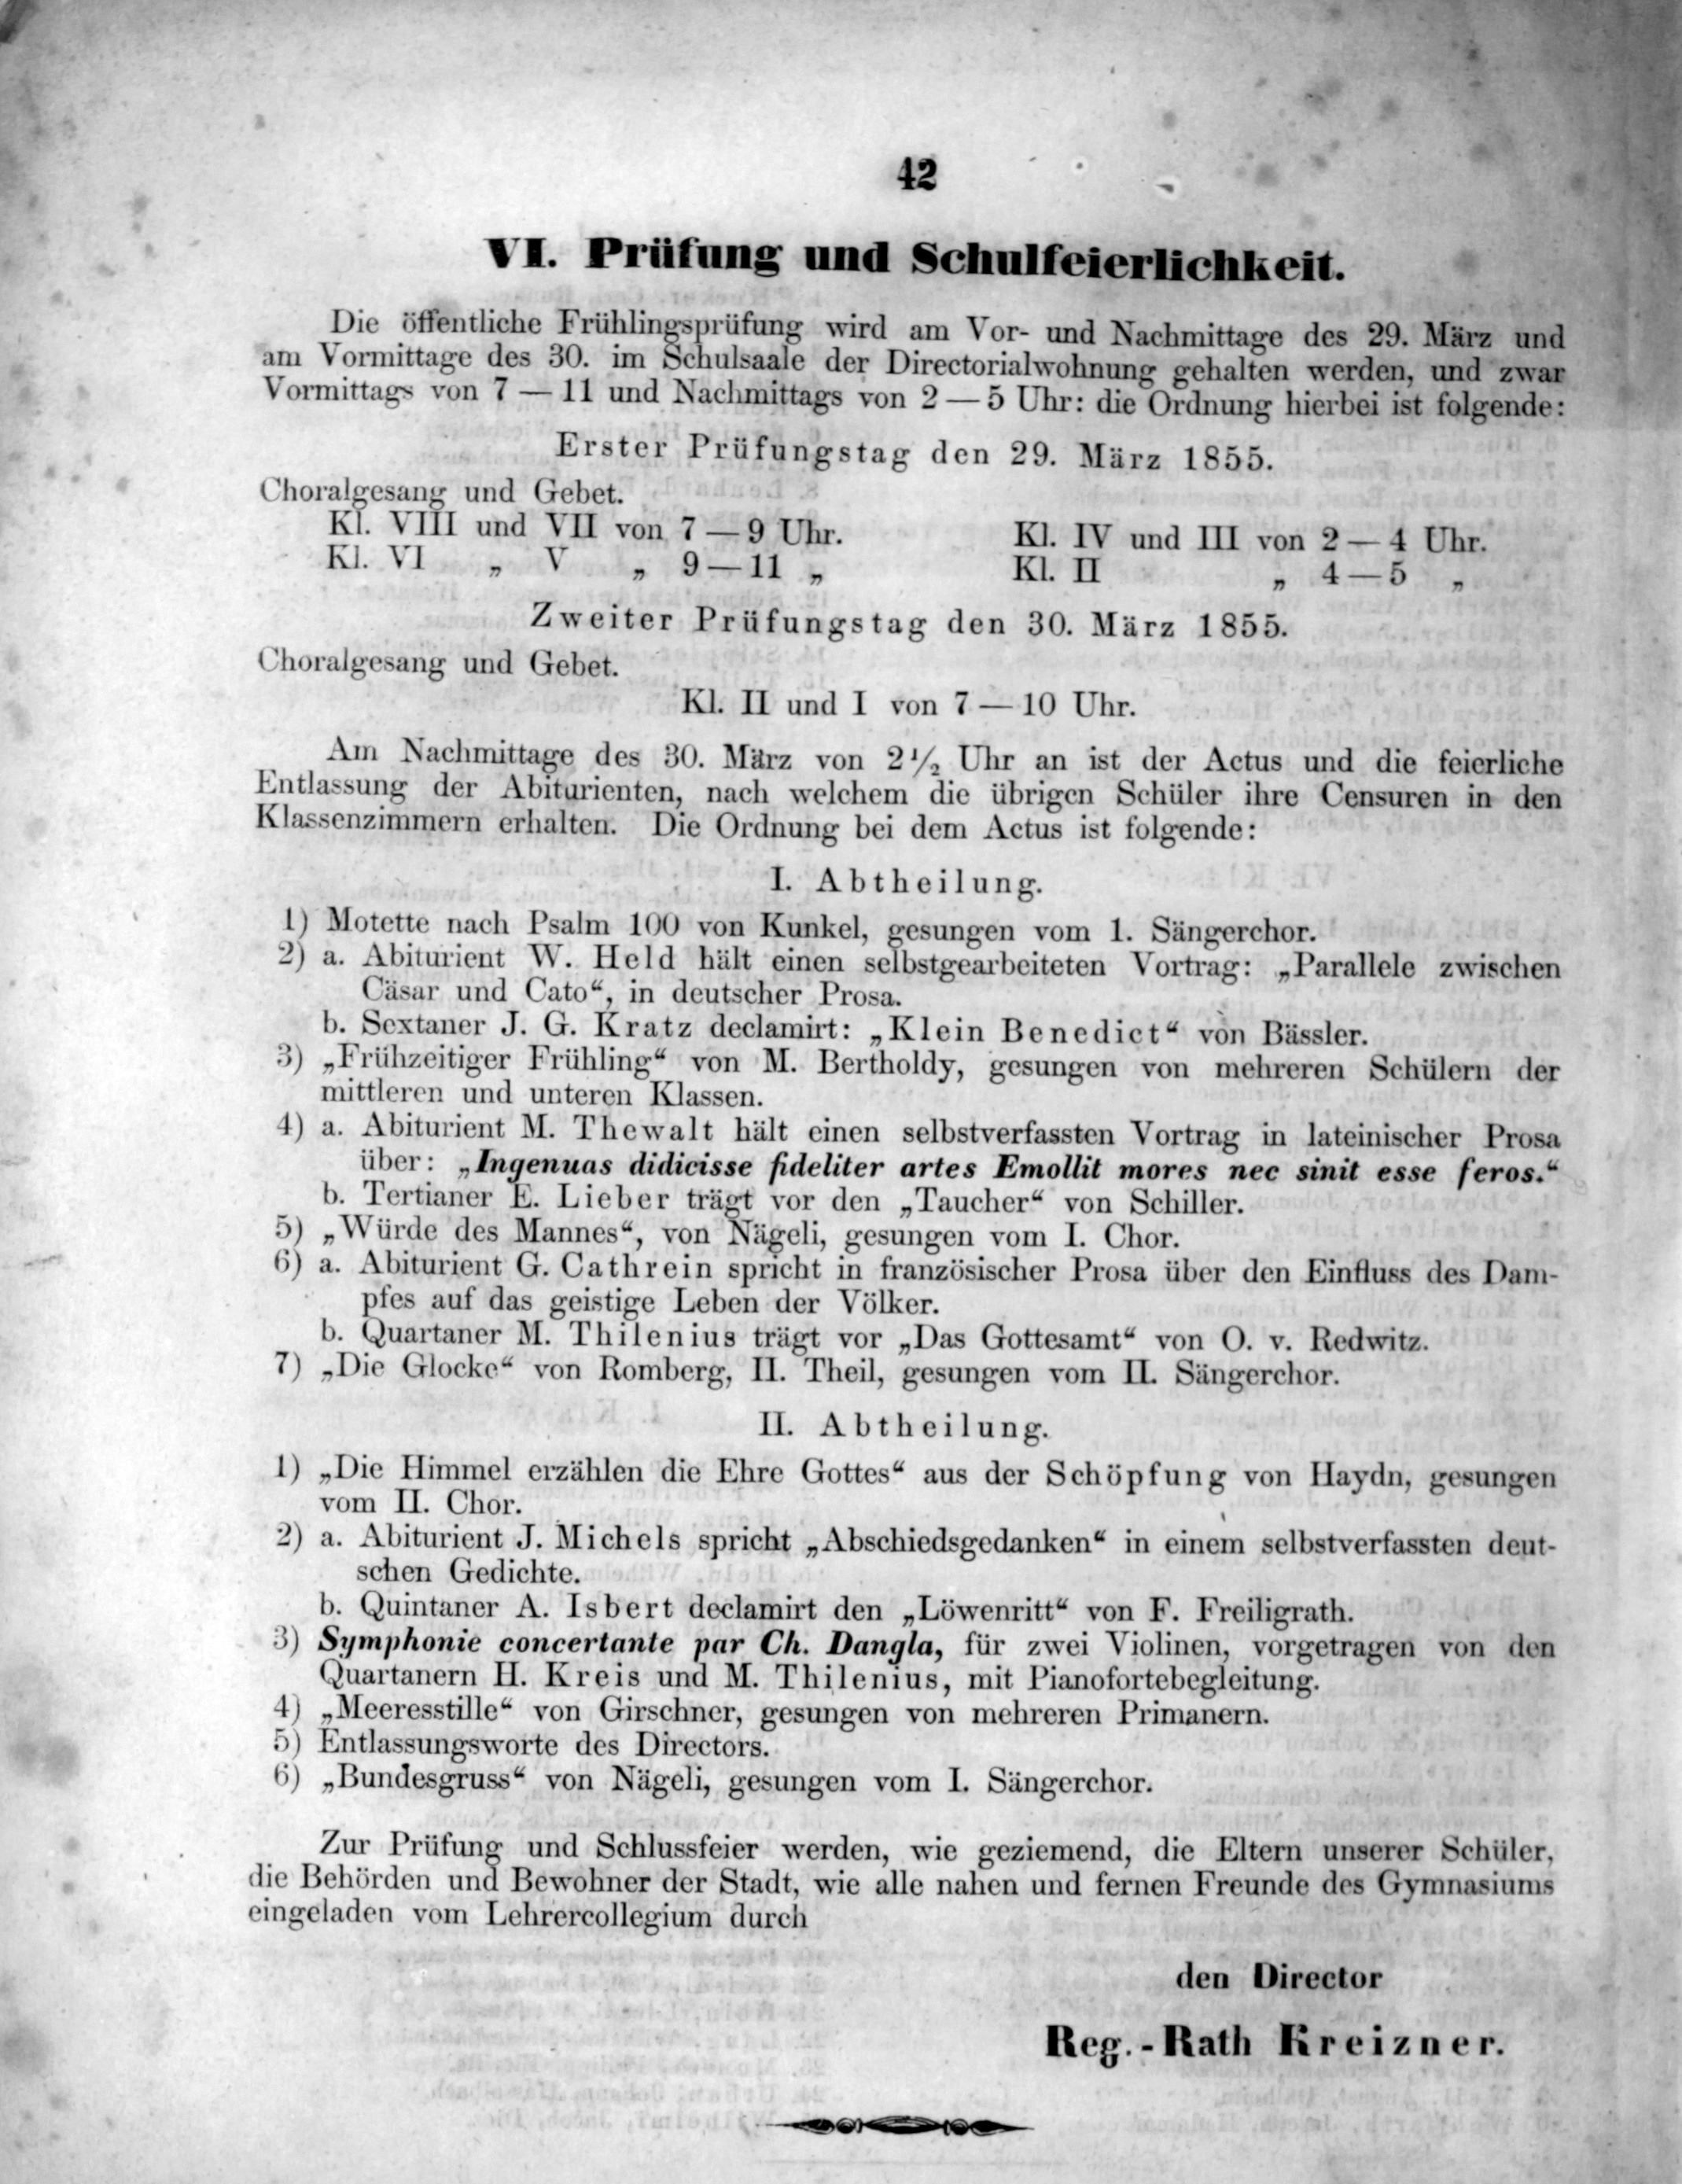 42
VI. Prüfung und Schulfeierlichkeit.
Die öffentliche Frühlingsprüfung wird am Vor- und Nachmittage des 29. März und
am Vormittage des 30. im Schulsaale der Directorialwohnung gehalten werden, und zwar
Vormittags von 7 — 11 und Nachmittags von 2 — 5 Uhr: die Ordnung hierbei ist folgende:
Erster Prüfungstag den 29. März 1855.
Choralgesang und Gebet.
Kl. VIII und VII von 7 — 9 Uhr. Kl. IV und III von 2 — 4 Uhr.
Kl. VI „ V „ 9 — 11 „ Kl. II „ 4 — 5 „
Zweiter Prüfungstag den 30. März 1855.
Choralgesang und Gebet.
Kl. II und I von 7 — 10 Uhr.
Am Nachmittage des 30. März von 2½ Uhr an ist der Actus und die feierliche
Entlassung der Abiturienten, nach welchem die übrigen Schüler ihre Censuren in den
Klassenzimmern erhalten. Die Ordnung bei dem Actus ist folgende:
I. Abtheilung.
1) Motette nach Psalm 100 von Kunkel, gesungen vom 1. Sängerchor.
2) a. Abiturient W. Held hält einen selbstgearbeiteten Vortrag: „Parallele zwischen
Cäsar und Cato“, in deutscher Prosa.
b. Sextaner J. G. Kratz declamirt: „Klein Benedict“ von Bässler.
3) „Frühzeitiger Frühling“ von M. Bertholdy, gesungen von mehreren Schülern der
mittleren und unteren Klassen.
4) a. Abiturient M. Thewalt hält einen selbstverfassten Vortrag in lateinischer Prosa
über: „Ingenuas didicisse fideliter artes Emollit mores nec sinit esse feros.“
b. Tertianer E. Lieber trägt vor den „Taucher“ von Schiller.
5) „Würde des Mannes“, von Nägeli, gesungen vom I. Chor.
6) a. Abiturient G. Cathrein spricht in französischer Prosa über den Einfluss des Dam-
pfes auf das geistige Leben der Völker.
b. Quartaner M. Thilenius trägt vor „Das Gottesamt“ von O. v. Redwitz.
7) „Die Glocke“ von Romberg, II. Theil, gesungen vom II. Sängerchor.
II. Abtheilung.
1) „Die Himmel erzählen die Ehre Gottes“ aus der Schöpfung von Haydn, gesungen
vom II. Chor.
2) a. Abiturient J. Michels spricht „Abschiedsgedanken“ in einem selbstverfassten deut-
schen Gedichte.
b. Quintaner A. Isbert declamirt den „Löwenritt“ von F. Freiligrath.
3) Symphonie concertante par Ch. Dangla, für zwei Violinen, vorgetragen von den
Quartanern H. Kreis und M. Thilenius, mit Pianofortebegleitung.
4) „Meeresstille“ von Girschner, gesungen von mehreren Primanern.
5) Entlassungsworte des Directors.
6) „Bundesgruss“ von Nägeli, gesungen vom I. Sängerchor.
Zur Prüfung und Schlussfeier werden, wie geziemend, die Eltern unserer Schüler,
die Behörden und Bewohner der Stadt, wie alle nahen und fernen Freunde des Gymnasiums
eingeladen vom Lehrercollegium durch
den Director
Reg.-Rath Kreizner.